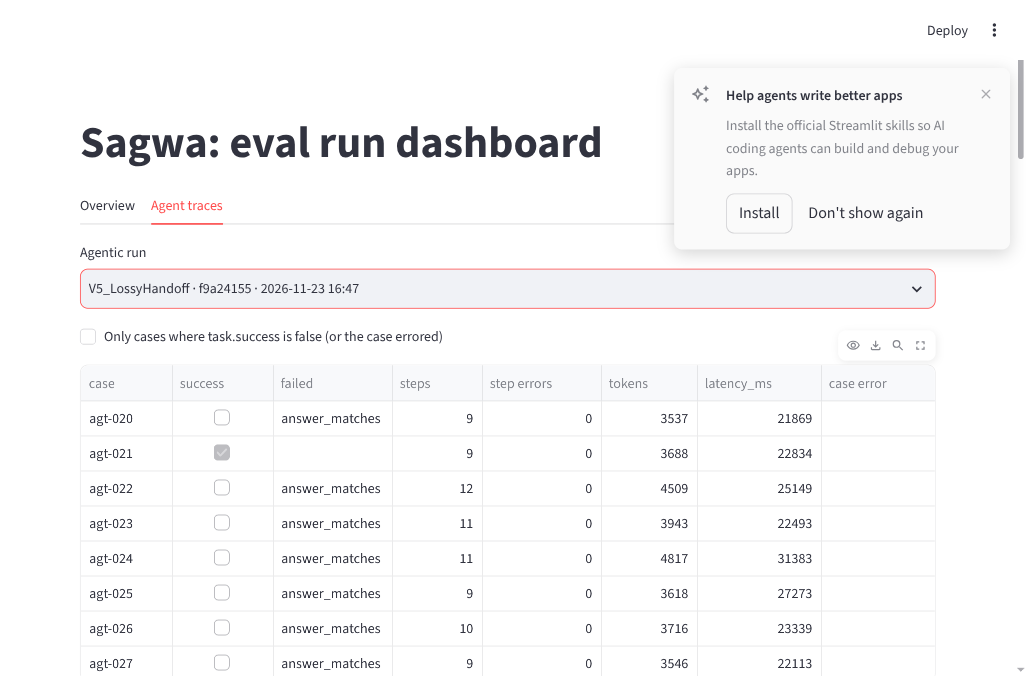 Deploy
Help agents write better apps
Install the official Streamlit skills so AI
coding agents can build and debug your
apps.
Install Don't show again
Sagwa: eval run dashboard
Overview Agent traces
Agentic run
V5_LossyHandoff · f9a24155 · 2026-11-23 16:47
Only cases where task.success is false (or the case errored)
case success failed steps step errors tokens latency_ms case error
agt-020 answer_matches 9 0 3537 21869
agt-021 9 0 3688 22834
agt-022 answer_matches 12 0 4509 25149
agt-023 answer_matches 11 0 3943 22493
agt-024 answer_matches 11 0 4817 31383
agt-025 answer_matches 9 0 3618 27273
agt-026 answer_matches 10 0 3716 23339
agt-027 answer_matches 9 0 3546 22113